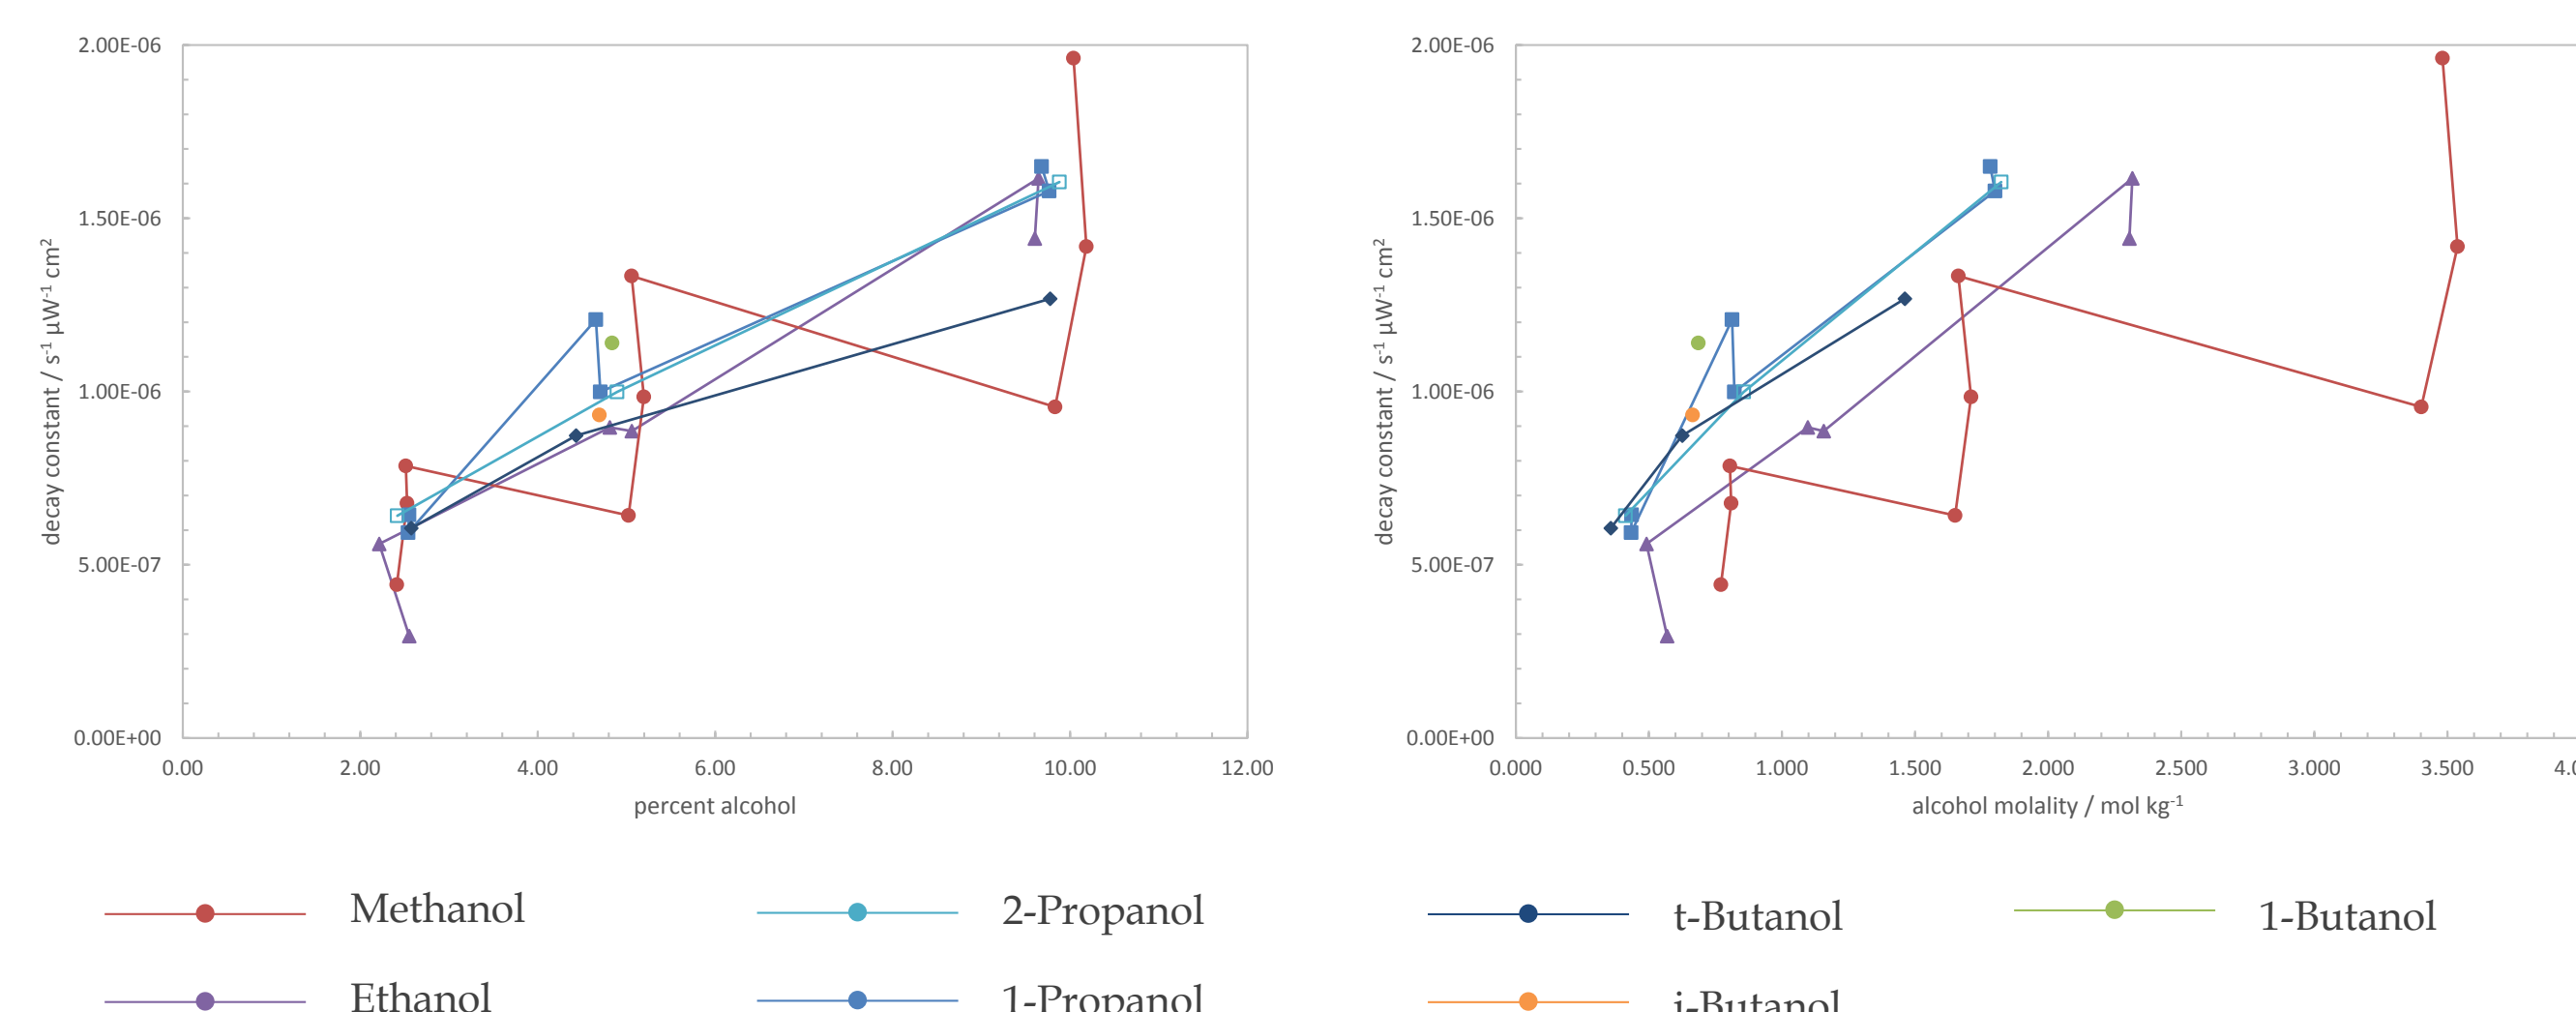 2.00E-06
1.50E-06
1.00E-06
5.00E-07
0.00E+00
decay constant / s⁻¹ μW⁻¹ cm²
0.00 2.00 4.00 6.00 8.00 10.00 12.00
percent alcohol
2.00E-06
1.50E-06
1.00E-06
5.00E-07
0.00E+00
decay constant / s⁻¹ μW⁻¹ cm²
0.000 0.500 1.000 1.500 2.000 2.500 3.000 3.500 4.0
alcohol molality / mol kg⁻¹
Methanol 2-Propanol t-Butanol 1-Butanol
Ethanol 1-Propanol i-Butanol